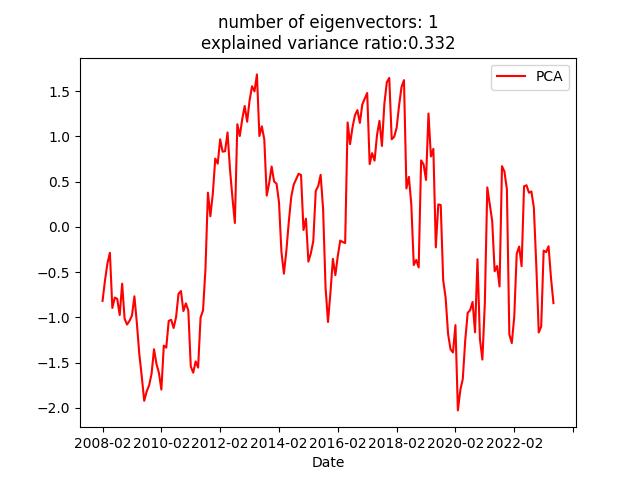 number of eigenvectors: 1
explained variance ratio:0.332
PCA
1.5
1.0
0.5
0.0
−0.5
−1.0
−1.5
−2.0
2008-02 2010-02 2012-02 2014-02 2016-02 2018-02 2020-02 2022-02
Date